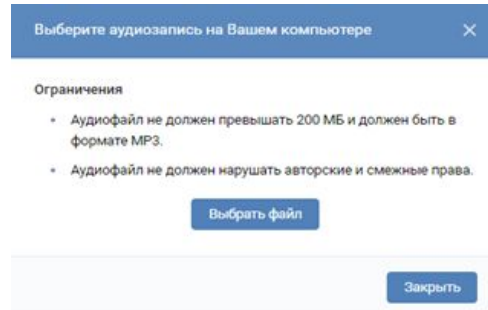 Выберите аудиозапись на Вашем компьютере
Ограничения
Аудиофайл не должен превышать 200 МБ и должен быть в
формате MP3.
Аудиофайл не должен нарушать авторские и смежные права.
Выбрать файл
Закрыть